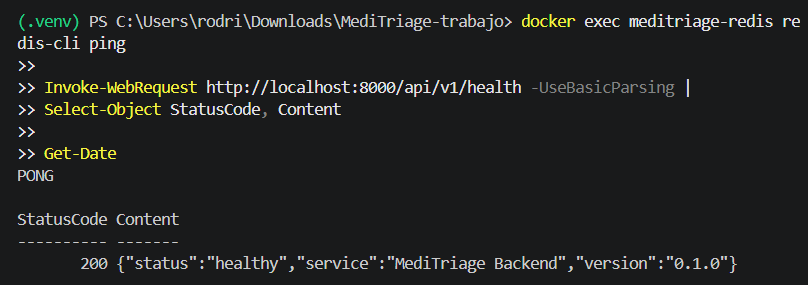 (.venv) PS C:\Users\rodri\Downloads\MediTriage-trabajo> docker exec meditriage-redis re
dis-cli ping
>>
>> Invoke-WebRequest http://localhost:8000/api/v1/health -UseBasicParsing |
>> Select-Object StatusCode, Content
>>
>> Get-Date
PONG
StatusCode Content
---------- -------
200 {"status":"healthy","service":"MediTriage Backend","version":"0.1.0"}